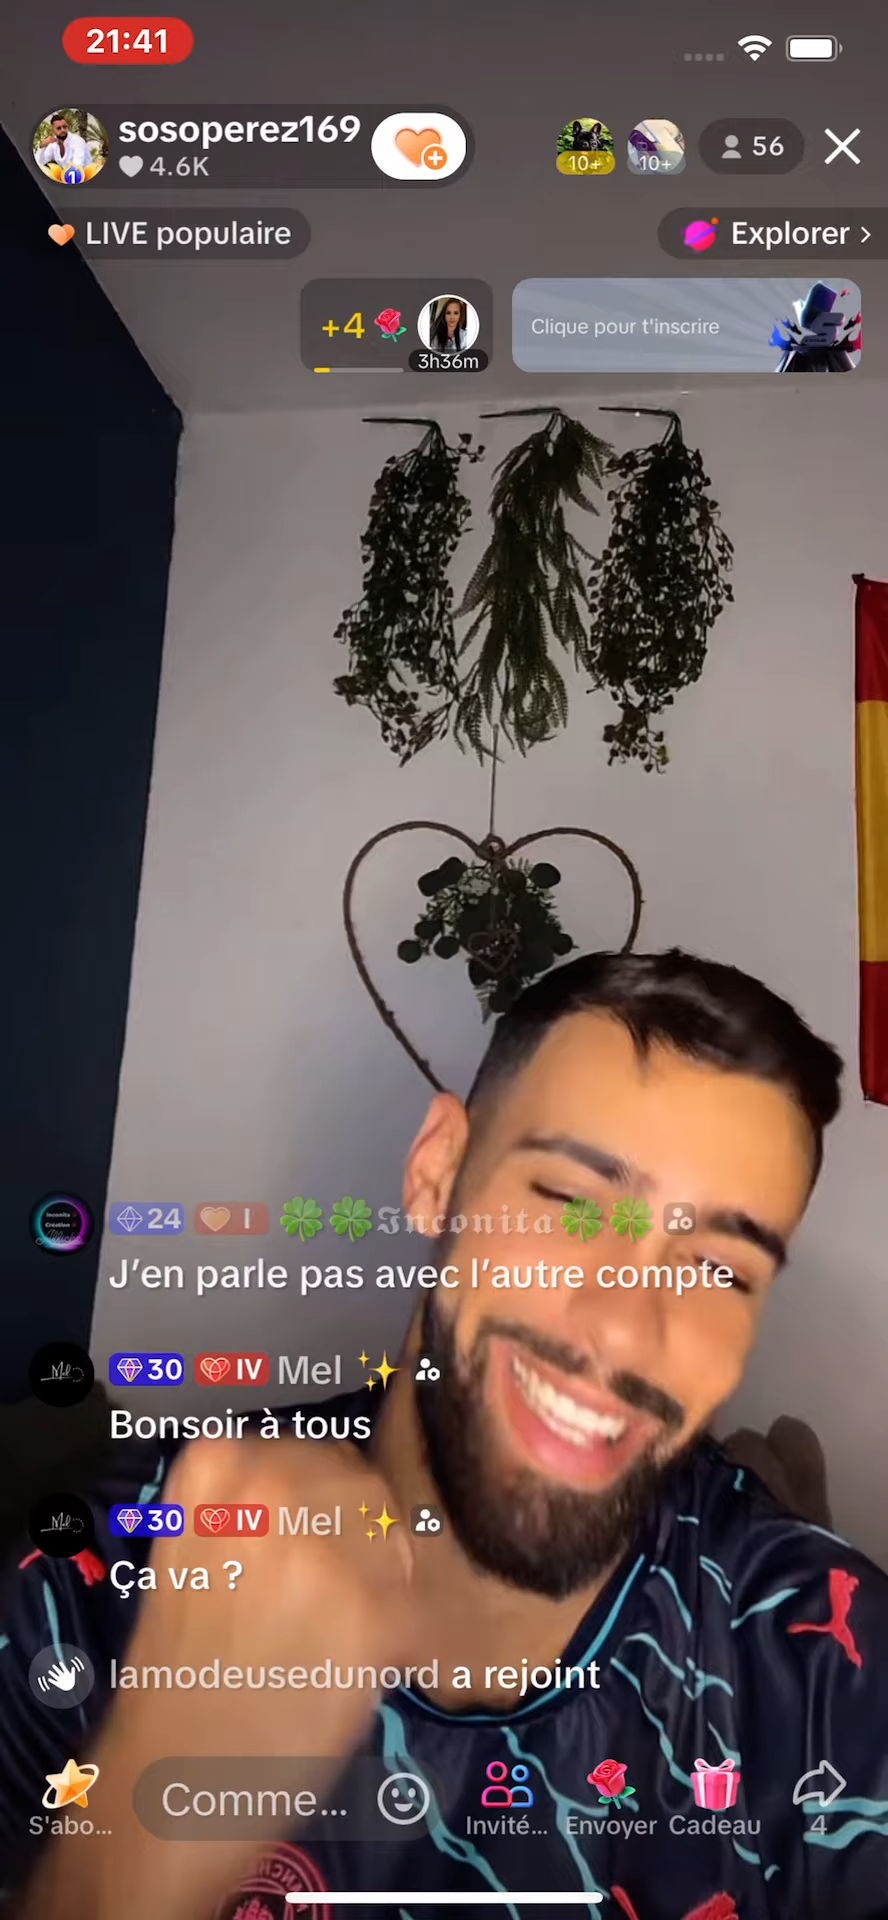 21:41
sosoperez169
4.6K
1
10+
10+
56
LIVE populaire
Explorer >
+4
3h36m
Clique pour t'inscrire
24 I 🍀🍀𝕴𝖓𝖈𝖔𝖓𝖎𝖙𝖆🍀🍀
J'en parle pas avec l'autre compte
30 IV Mel ✨
Bonsoir à tous
30 IV Mel ✨
Ça va ?
lamodeusedunord a rejoint
Comme...
S'abo...
Invité...
Envoyer
Cadeau
4